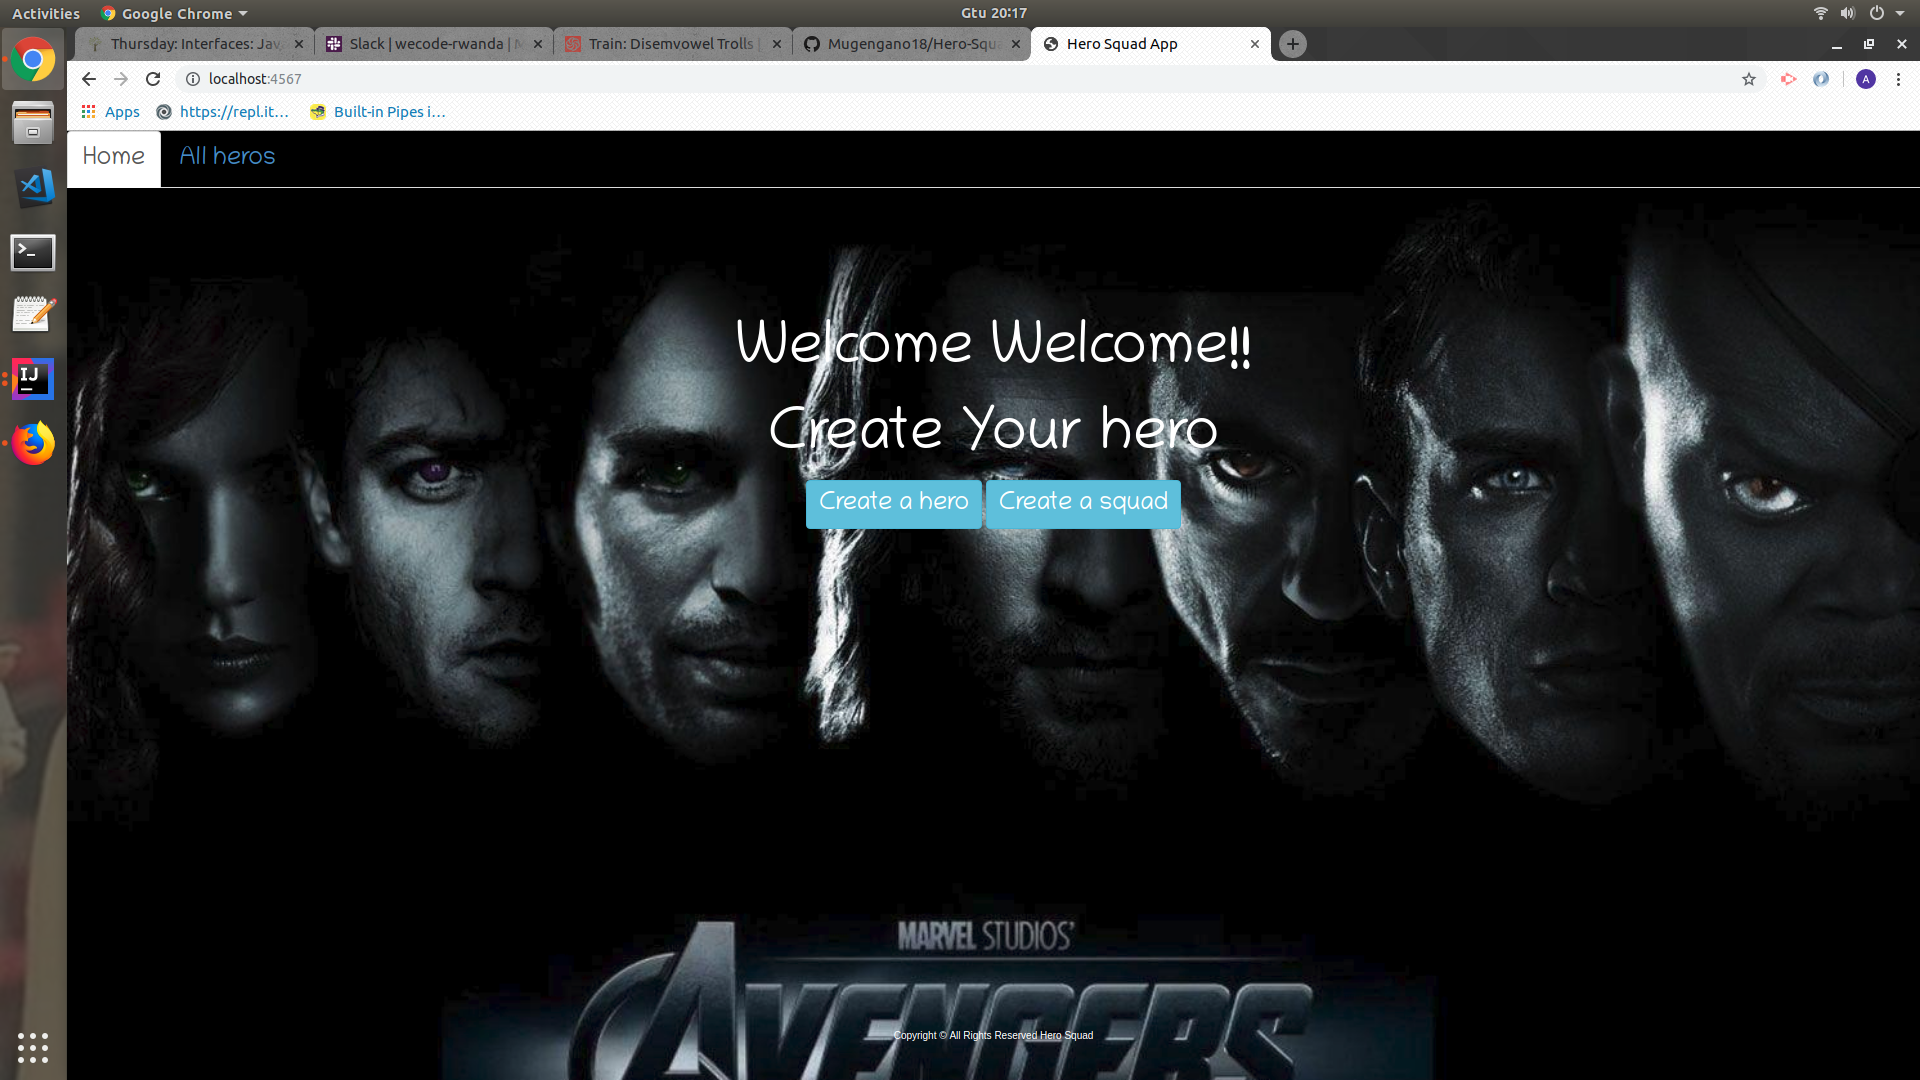 Activities
Google Chrome
Gtu 20:17
Thursday: Interfaces: Jav
Slack | wecode-rwanda |
Train: Disemvowel Trolls |
Mugengano18/Hero-Squa
Hero Squad App
localhost:4567
A
Apps
https://repl.it...
Built-in Pipes i...
Home
All heros
Welcome Welcome!!
Create Your hero
Create a hero
Create a squad
IJ
MARVEL STUDIOS'
AVENGERS
Copyright © All Rights Reserved Hero Squad